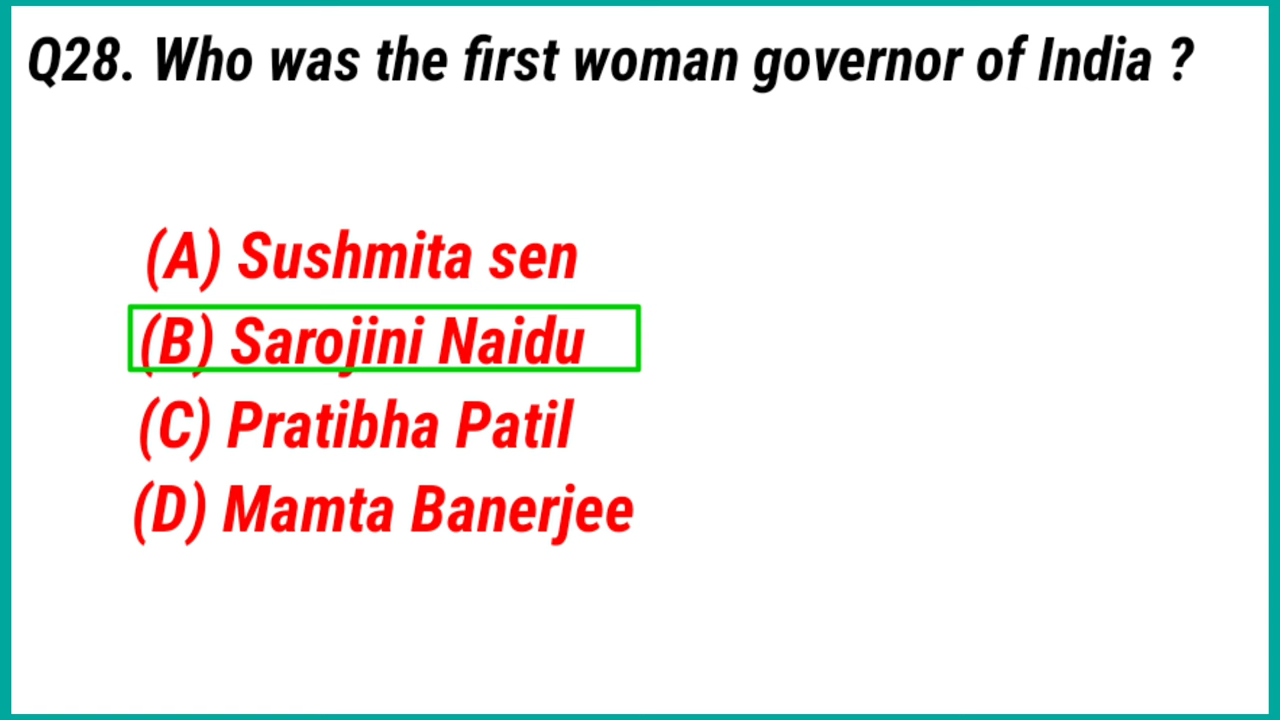 Q28. Who was the first woman governor of India ?
(A) Sushmita sen
(B) Sarojini Naidu
(C) Pratibha Patil
(D) Mamta Banerjee